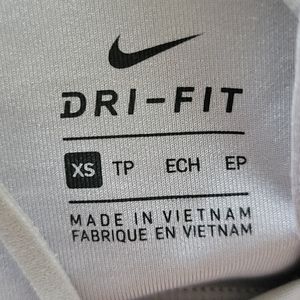 DRI-FIT
XS TP ECH EP
MADE IN VIETNAM
FABRIQUE EN VIETNAM